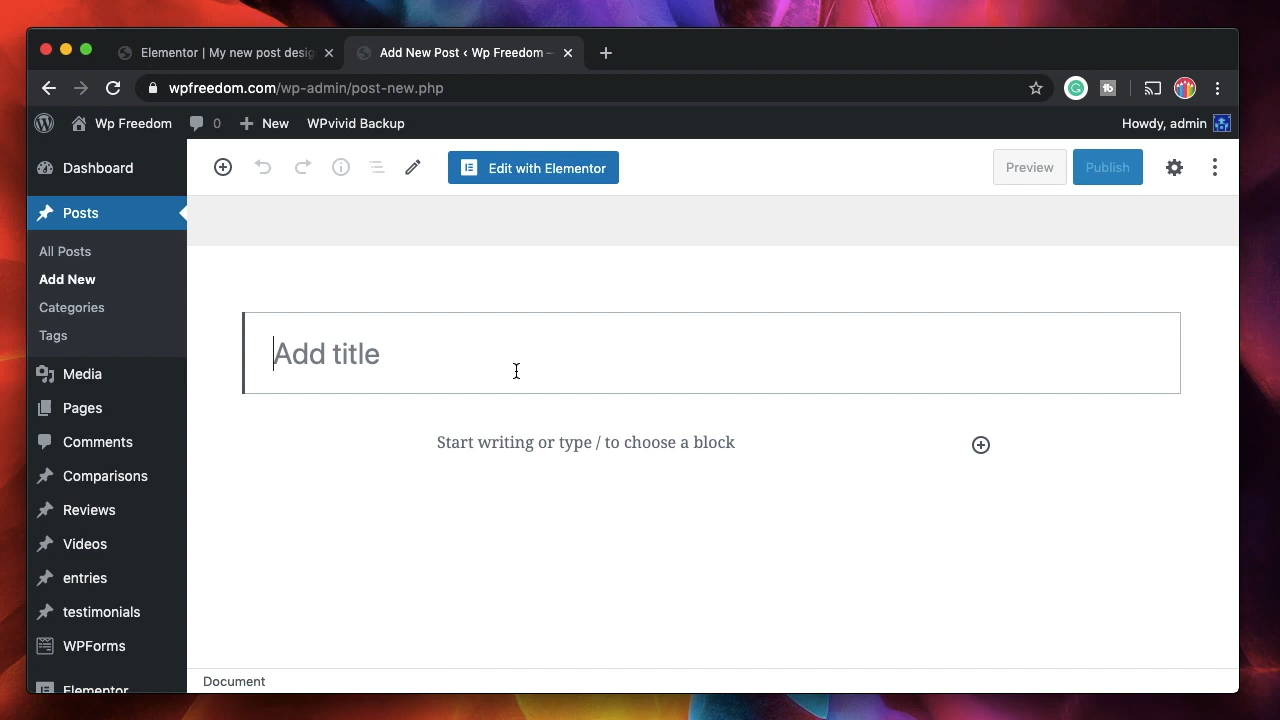 Elementor | My new post desig
Add New Post ‹ Wp Freedom —
wpfreedom.com/wp-admin/post-new.php
Wp Freedom
0
New
WPvivid Backup
Howdy, admin
Dashboard
Posts
All Posts
Add New
Categories
Tags
Media
Pages
Comments
Comparisons
Reviews
Videos
entries
testimonials
WPForms
Elementor
Edit with Elementor
Preview
Publish
Add title
Start writing or type / to choose a block
Document